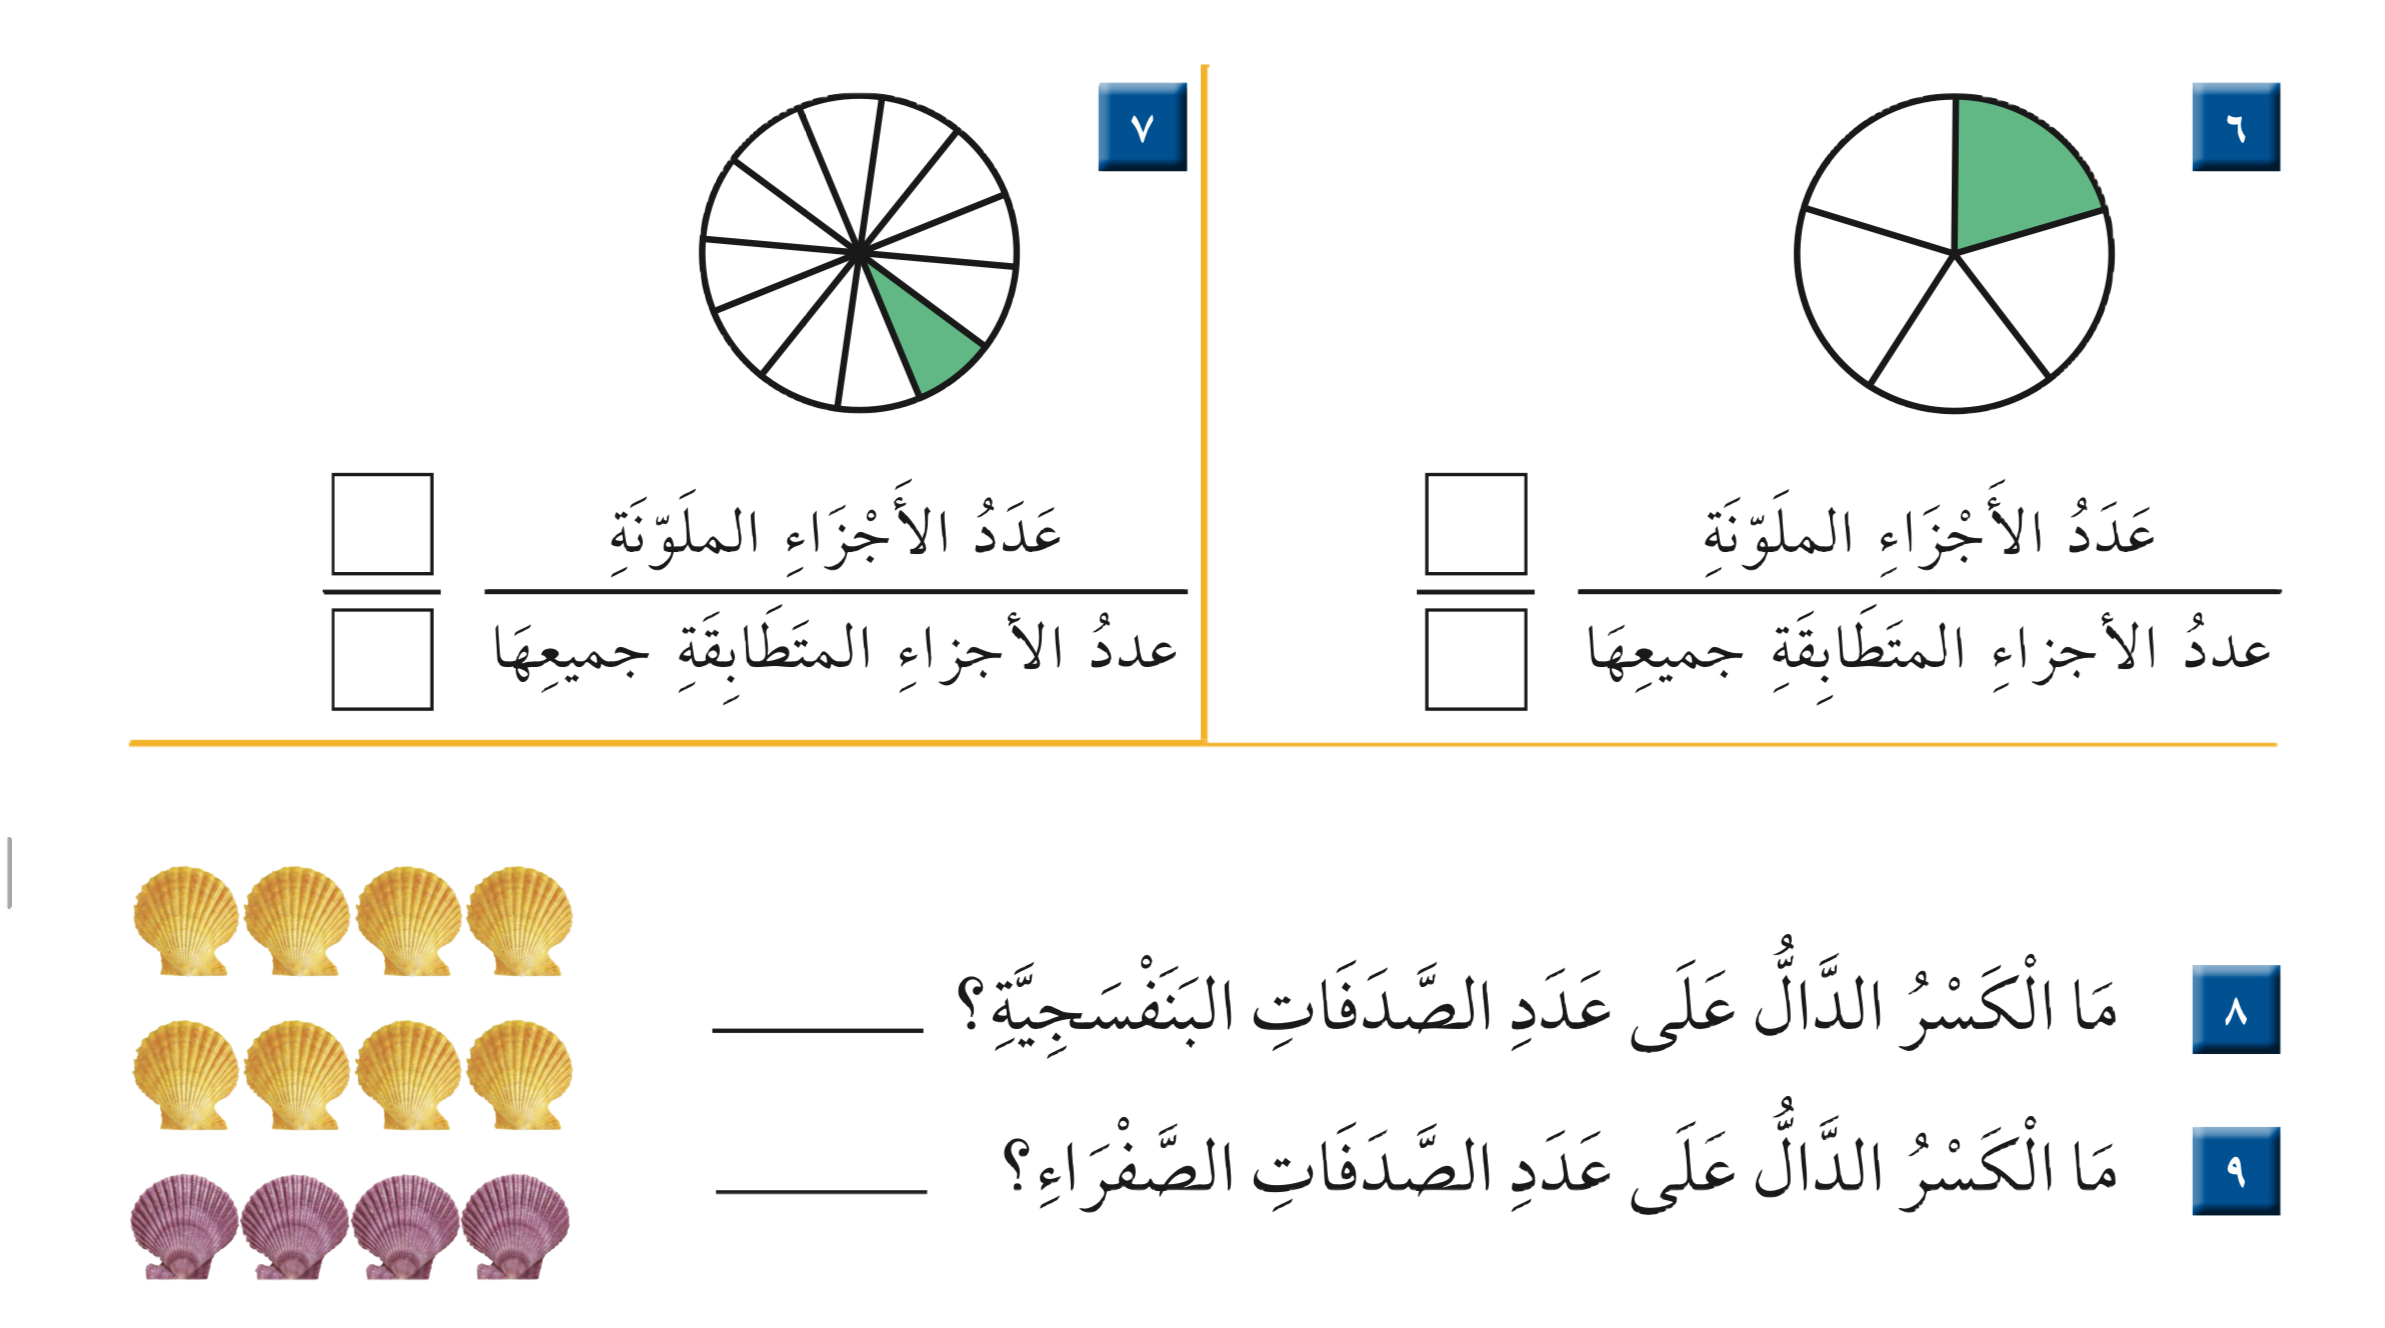 ٦
عَدَدُ الأَجْزَاءِ الملَوّنَةِ
عددُ الأجزاءِ المتَطَابِقَةِ جميعِهَا
٧
عَدَدُ الأَجْزَاءِ الملَوّنَةِ
عددُ الأجزاءِ المتَطَابِقَةِ جميعِهَا
٨ مَا الْكَسْرُ الدَّالُّ عَلَى عَدَدِ الصَّدَفَاتِ البَنَفْسَجِيَّةِ؟
٩ مَا الْكَسْرُ الدَّالُّ عَلَى عَدَدِ الصَّدَفَاتِ الصَّفْرَاءِ؟